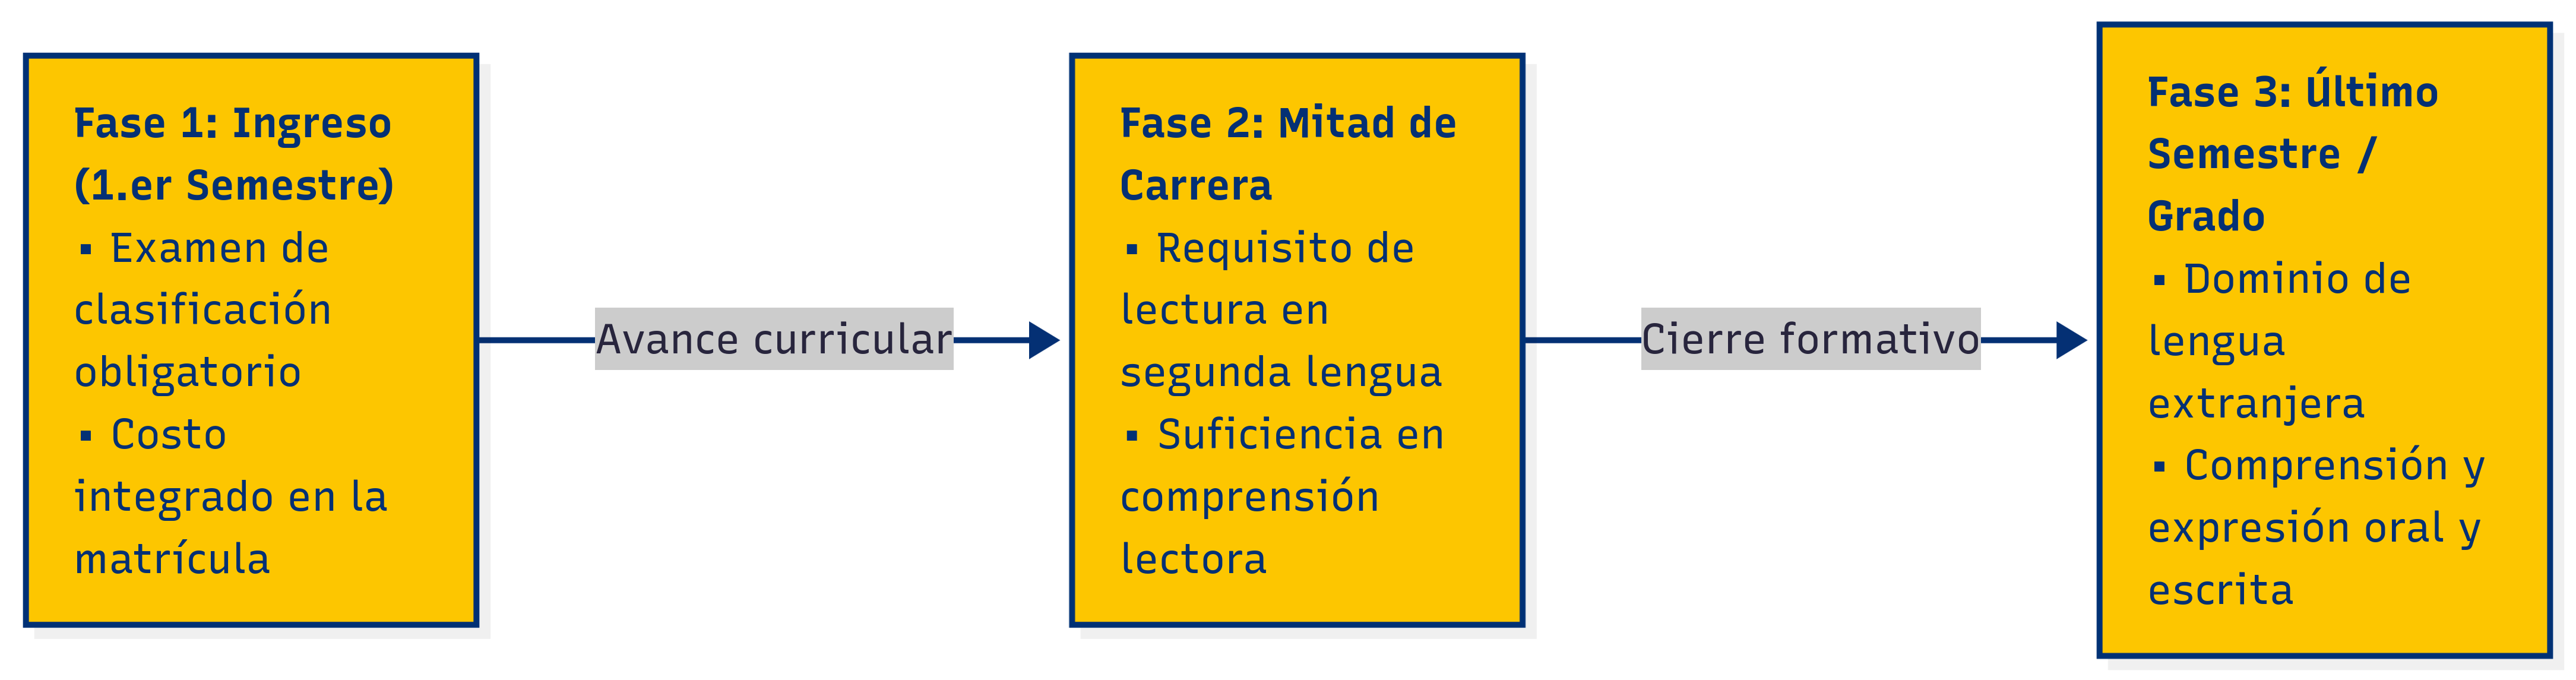 Fase 1: Ingreso
(1.er Semestre)
▪ Examen de
clasificación
obligatorio
▪ Costo
integrado en la
matrícula
Avance curricular
Fase 2: Mitad de
Carrera
▪ Requisito de
lectura en
segunda lengua
▪ Suficiencia en
comprensión
lectora
Cierre formativo
Fase 3: Último
Semestre /
Grado
▪ Dominio de
lengua
extranjera
▪ Comprensión y
expresión oral y
escrita